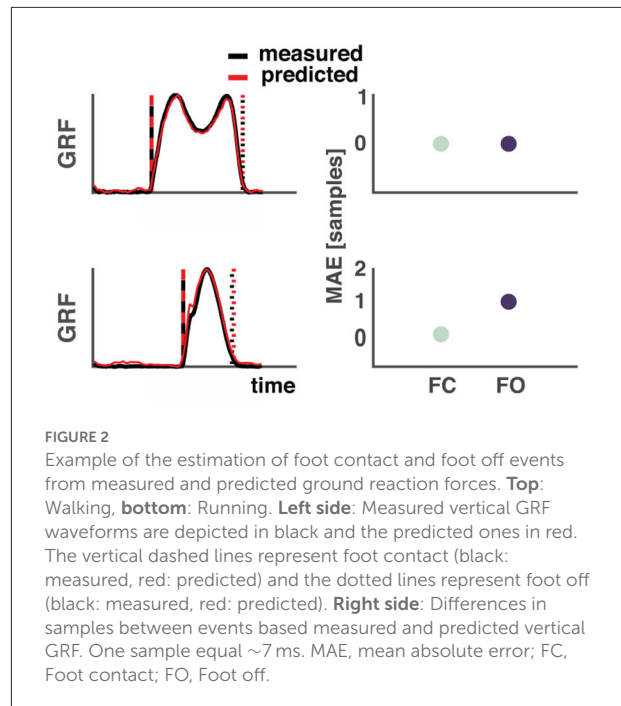 measured
predicted
GRF
1
0
GRF
MAE [samples]
2
1
0
time
FC
FO
FIGURE 2
Example of the estimation of foot contact and foot off events
from measured and predicted ground reaction forces. Top:
Walking, bottom: Running. Left side: Measured vertical GRF
waveforms are depicted in black and the predicted ones in red.
The vertical dashed lines represent foot contact (black:
measured, red: predicted) and the dotted lines represent foot off
(black: measured, red: predicted). Right side: Differences in
samples between events based measured and predicted vertical
GRF. One sample equal ~7 ms. MAE, mean absolute error; FC,
Foot contact; FO, Foot off.